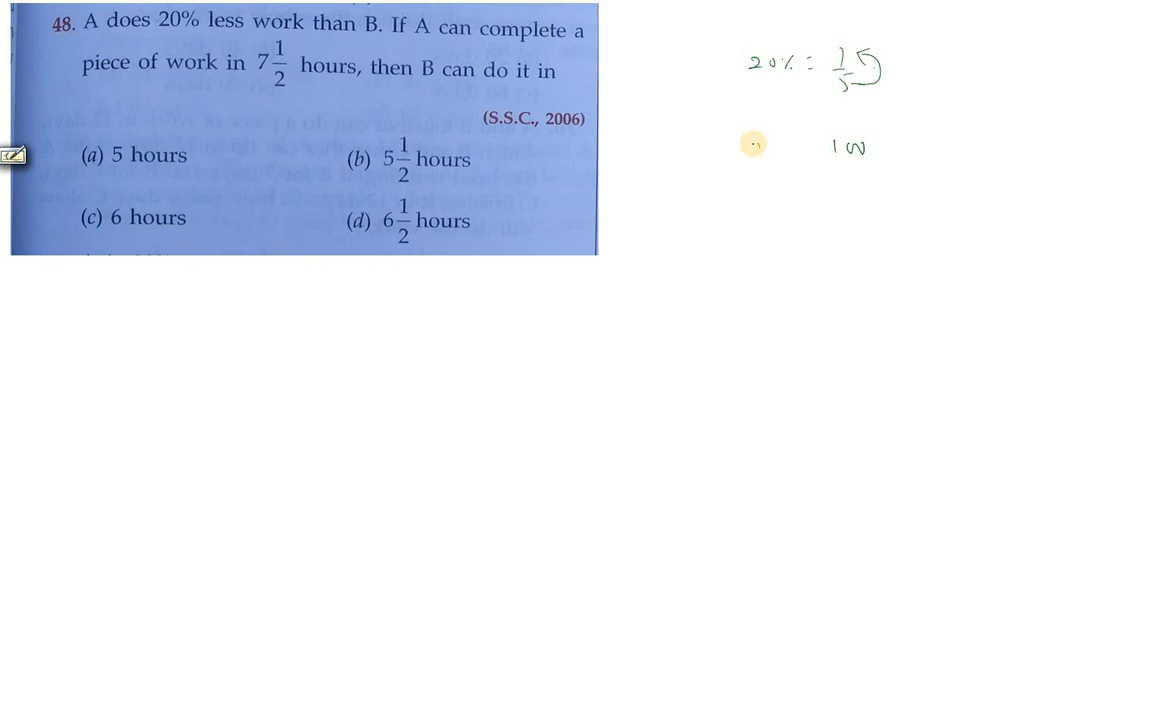 48. A does 20% less work than B. If A can complete a
piece of work in 7 1/2 hours, then B can do it in
(S.S.C., 2006)
(a) 5 hours (b) 5 1/2 hours
(c) 6 hours (d) 6 1/2 hours
20% = 1/5
100